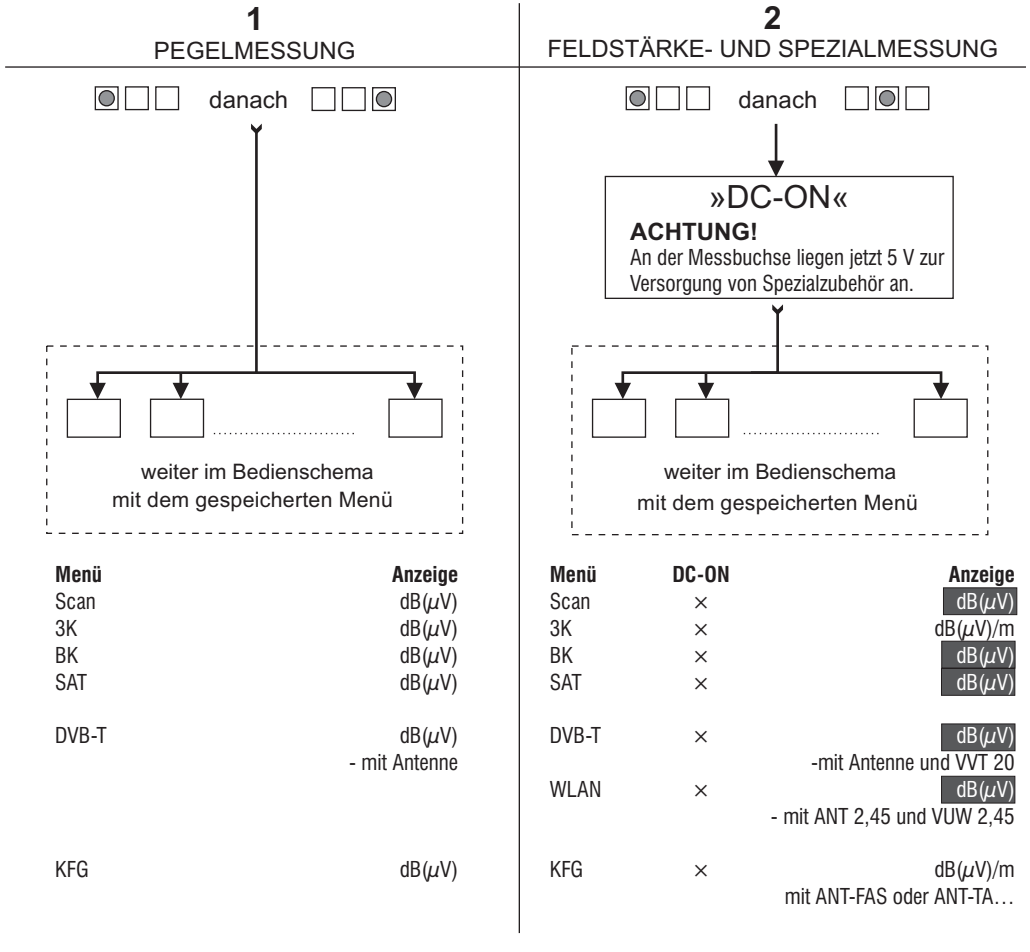 1
PEGELMESSUNG
danach
weiter im Bedienschema
mit dem gespeicherten Menü
Menü Anzeige
Scan dB(μV)
3K dB(μV)
BK dB(μV)
SAT dB(μV)
DVB-T dB(μV)
- mit Antenne
KFG dB(μV)
2
FELDSTÄRKE- UND SPEZIALMESSUNG
danach
»DC-ON«
ACHTUNG!
An der Messbuchse liegen jetzt 5 V zur
Versorgung von Spezialzubehör an.
weiter im Bedienschema
mit dem gespeicherten Menü
Menü DC-ON Anzeige
Scan × dB(μV)
3K × dB(μV)/m
BK × dB(μV)
SAT × dB(μV)
DVB-T × dB(μV)
-mit Antenne und VVT 20
WLAN × dB(μV)
- mit ANT 2,45 und VUW 2,45
KFG × dB(μV)/m
mit ANT-FAS oder ANT-TA…